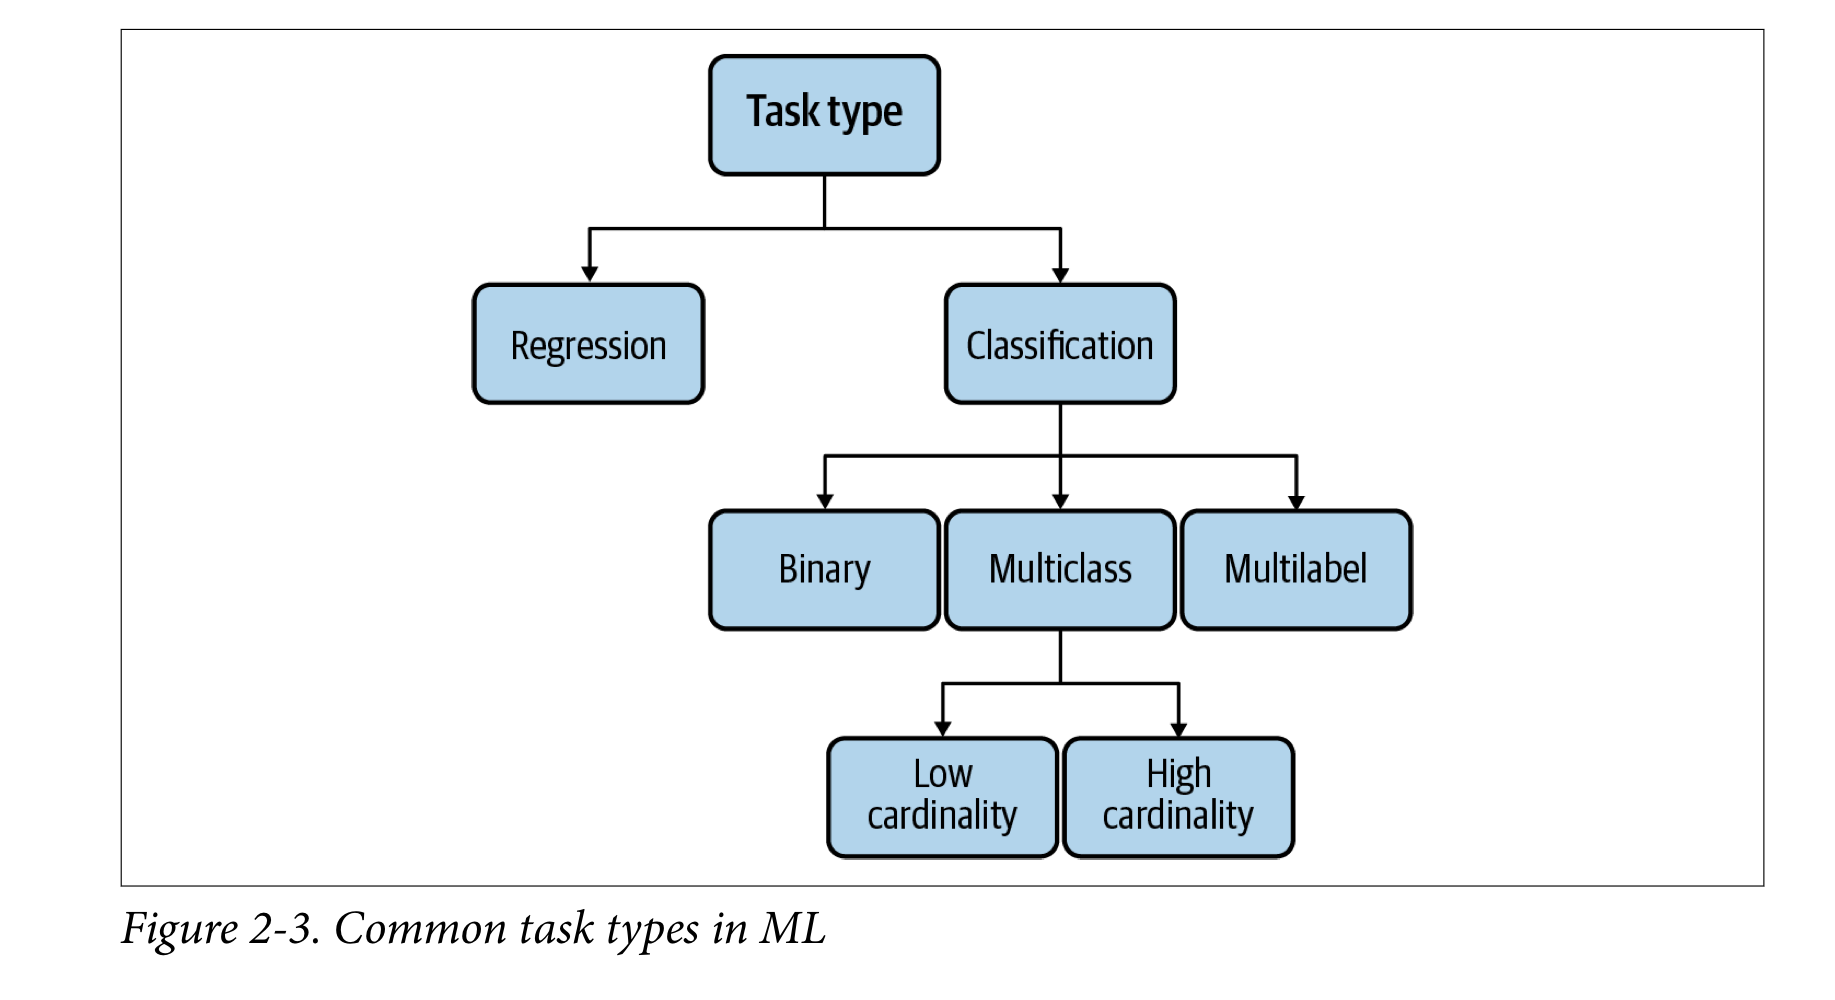 Task type
Regression
Classification
Binary
Multiclass
Multilabel
Low
cardinality
High
cardinality
Figure 2-3. Common task types in ML